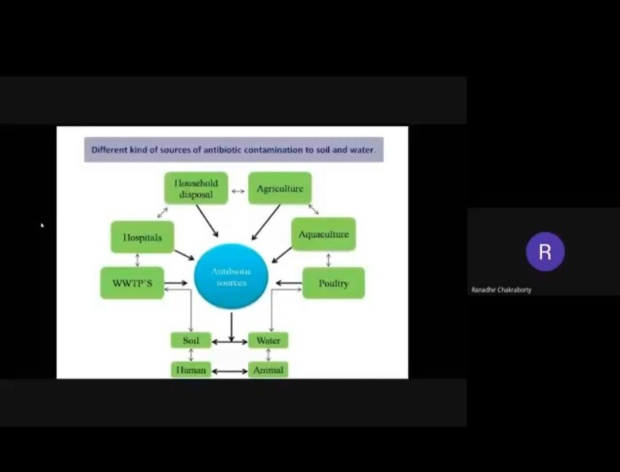 Different kind of sources of antibiotic contamination to soil and water.
Household
disposal
Agriculture
Hospitals
Aquaculture
Antibiotic
sources
WWTP'S
Poultry
Soil
Water
Human
Animal
R
Ranadhir Chakraborty